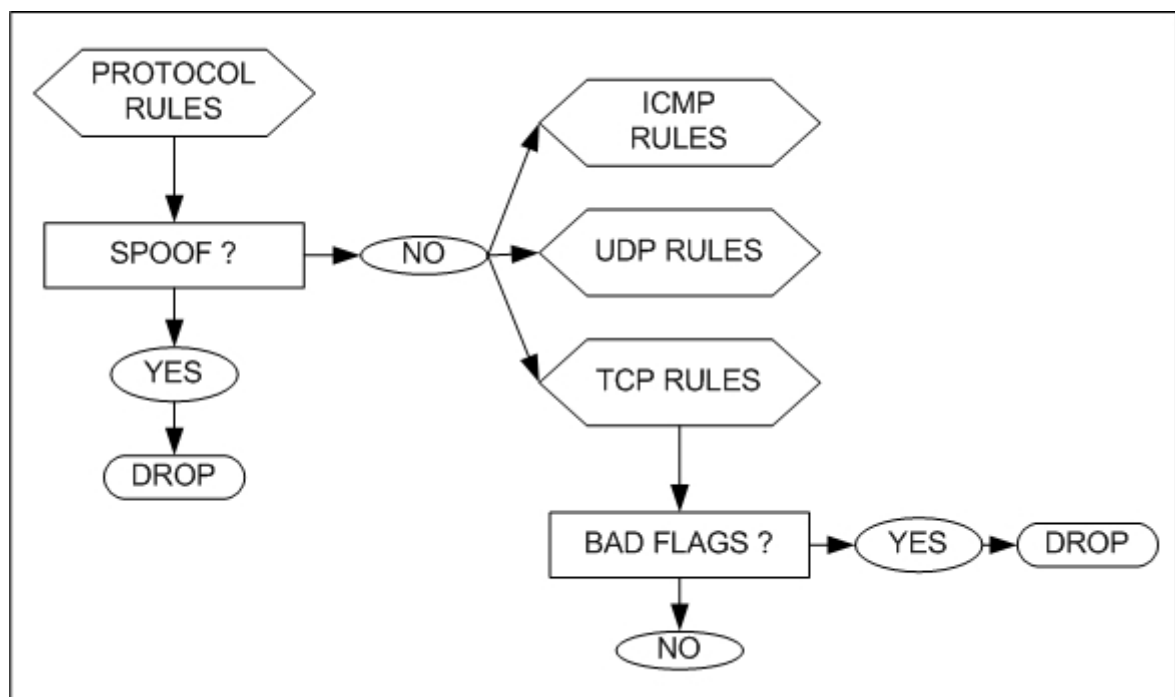 PROTOCOL
RULES
SPOOF ?
YES
DROP
NO
ICMP
RULES
UDP RULES
TCP RULES
BAD FLAGS ?
YES
DROP
NO